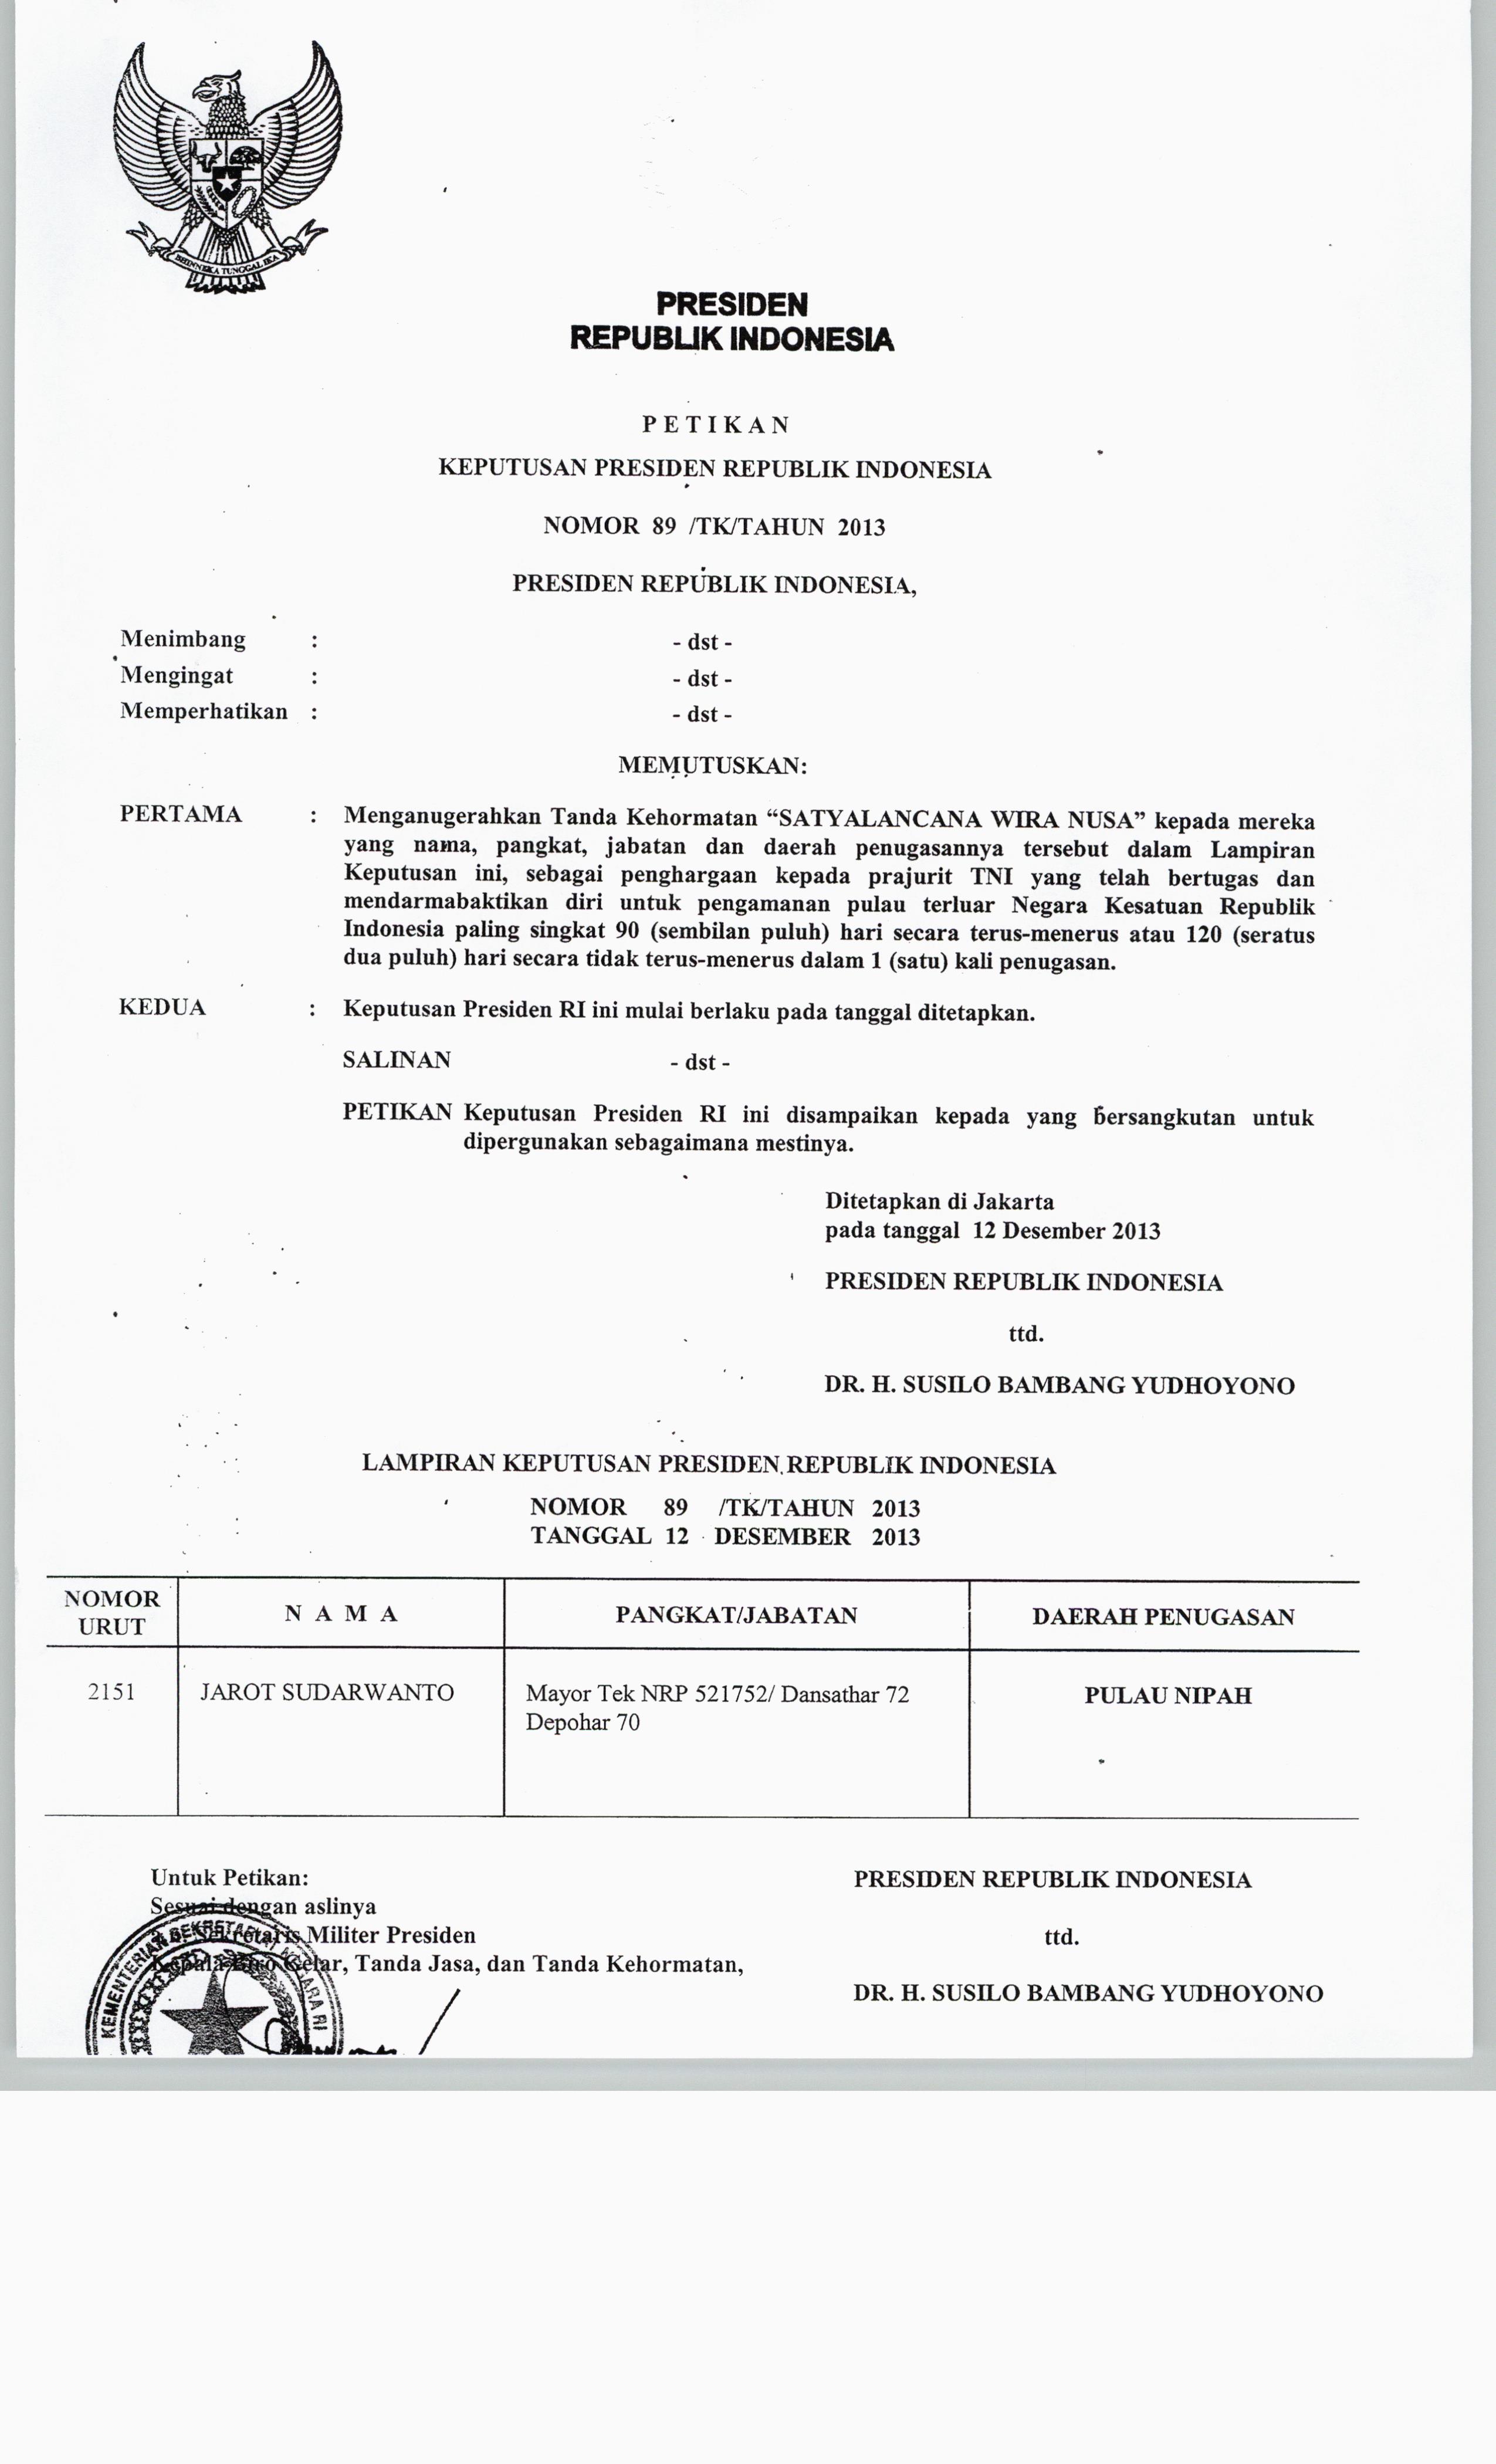 BHINNEKA TUNGGAL IKA
PRESIDEN
REPUBLIK INDONESIA
P E T I K A N
KEPUTUSAN PRESIDEN REPUBLIK INDONESIA
NOMOR 89 /TK/TAHUN 2013
PRESIDEN REPUBLIK INDONESIA,
Menimbang : - dst -
Mengingat : - dst -
Memperhatikan : - dst -
MEMUTUSKAN:
PERTAMA : Menganugerahkan Tanda Kehormatan “SATYALANCANA WIRA NUSA” kepada mereka
yang nama, pangkat, jabatan dan daerah penugasannya tersebut dalam Lampiran
Keputusan ini, sebagai penghargaan kepada prajurit TNI yang telah bertugas dan
mendarmabaktikan diri untuk pengamanan pulau terluar Negara Kesatuan Republik
Indonesia paling singkat 90 (sembilan puluh) hari secara terus-menerus atau 120 (seratus
dua puluh) hari secara tidak terus-menerus dalam 1 (satu) kali penugasan.
KEDUA : Keputusan Presiden RI ini mulai berlaku pada tanggal ditetapkan.
SALINAN - dst -
PETIKAN Keputusan Presiden RI ini disampaikan kepada yang bersangkutan untuk
dipergunakan sebagaimana mestinya.
Ditetapkan di Jakarta
pada tanggal 12 Desember 2013
PRESIDEN REPUBLIK INDONESIA
ttd.
DR. H. SUSILO BAMBANG YUDHOYONO
LAMPIRAN KEPUTUSAN PRESIDEN REPUBLIK INDONESIA
NOMOR 89 /TK/TAHUN 2013
TANGGAL 12 DESEMBER 2013
NOMOR URUT N A M A PANGKAT/JABATAN DAERAH PENUGASAN
2151 JAROT SUDARWANTO Mayor Tek NRP 521752/ Dansathar 72 PULAU NIPAH
Depohar 70
Untuk Petikan:
Sesuai dengan aslinya
Sekretaris Militer Presiden
Kepala Biro Gelar, Tanda Jasa, dan Tanda Kehormatan,
KEMENTERIAN SEKRETARIAT NEGARA RI
PRESIDEN REPUBLIK INDONESIA
ttd.
DR. H. SUSILO BAMBANG YUDHOYONO